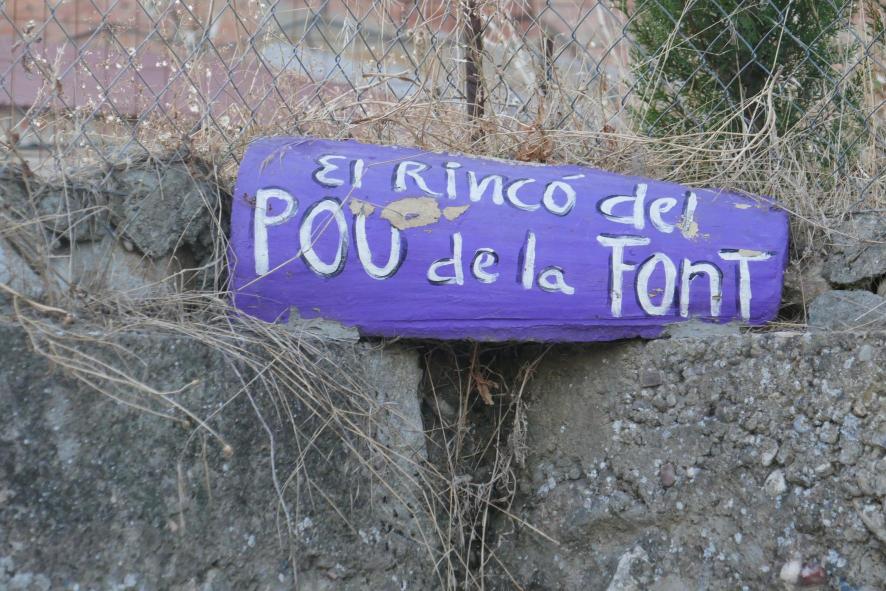 El Rincó del
POU de la Font